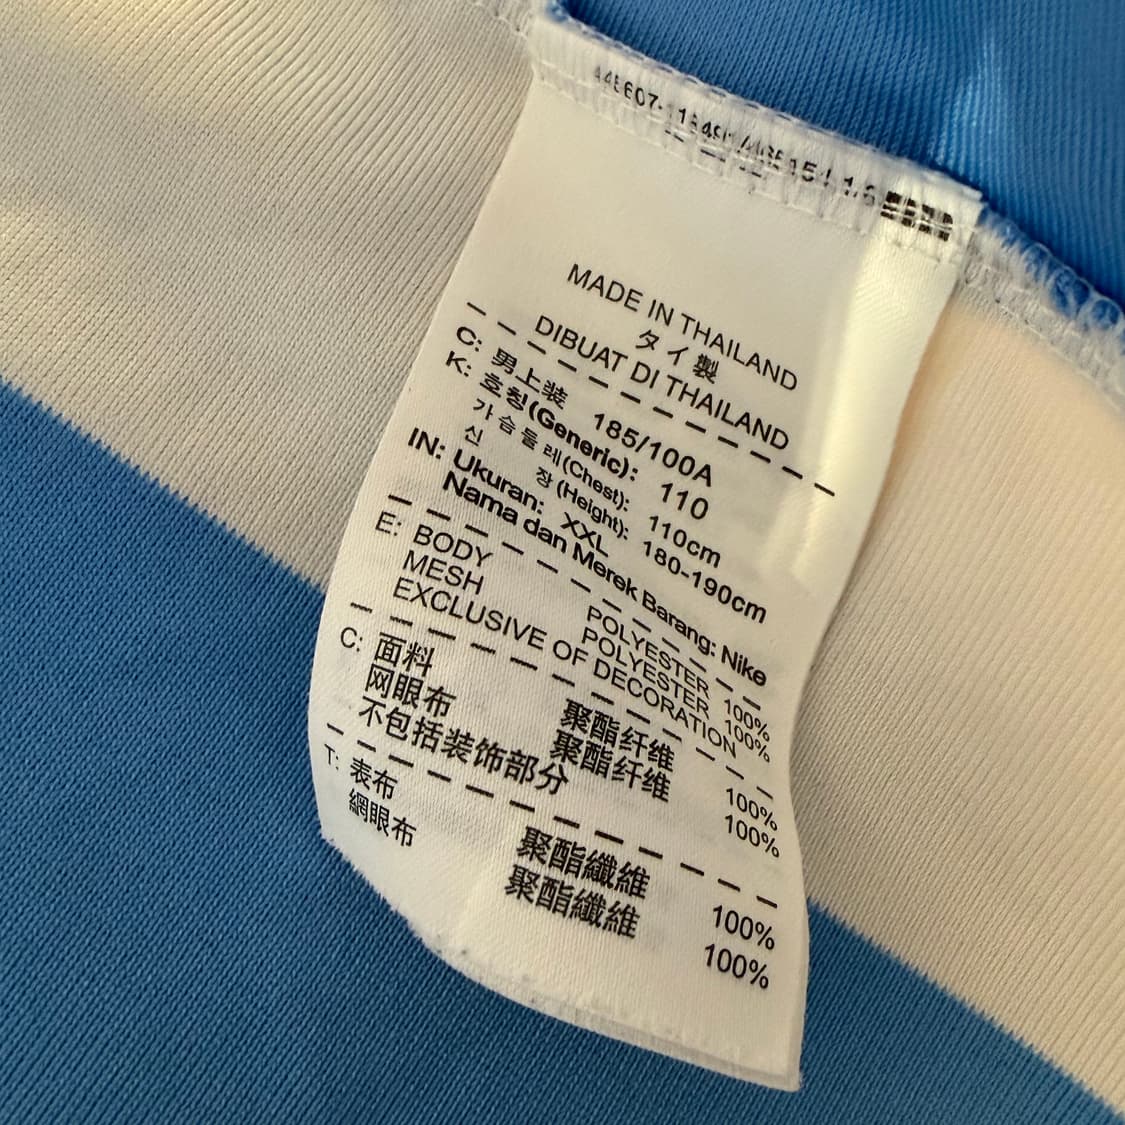 MADE IN THAILAND
タイ製
DIBUAT DI THAILAND
C: 男上装 185/100A
K: 호칭(Generic): 110
가슴둘레(Chest): 110cm
신 장 (Height): 180-190cm
IN: Ukuran: XXL
Nama dan Merek Barang: Nike
E: BODY POLYESTER 100%
MESH POLYESTER 100%
EXCLUSIVE OF DECORATION
C: 面料 聚酯纤维 100%
网眼布 聚酯纤维 100%
不包括装饰部分
T: 表布 聚酯纖維 100%
網眼布 聚酯纖維 100%